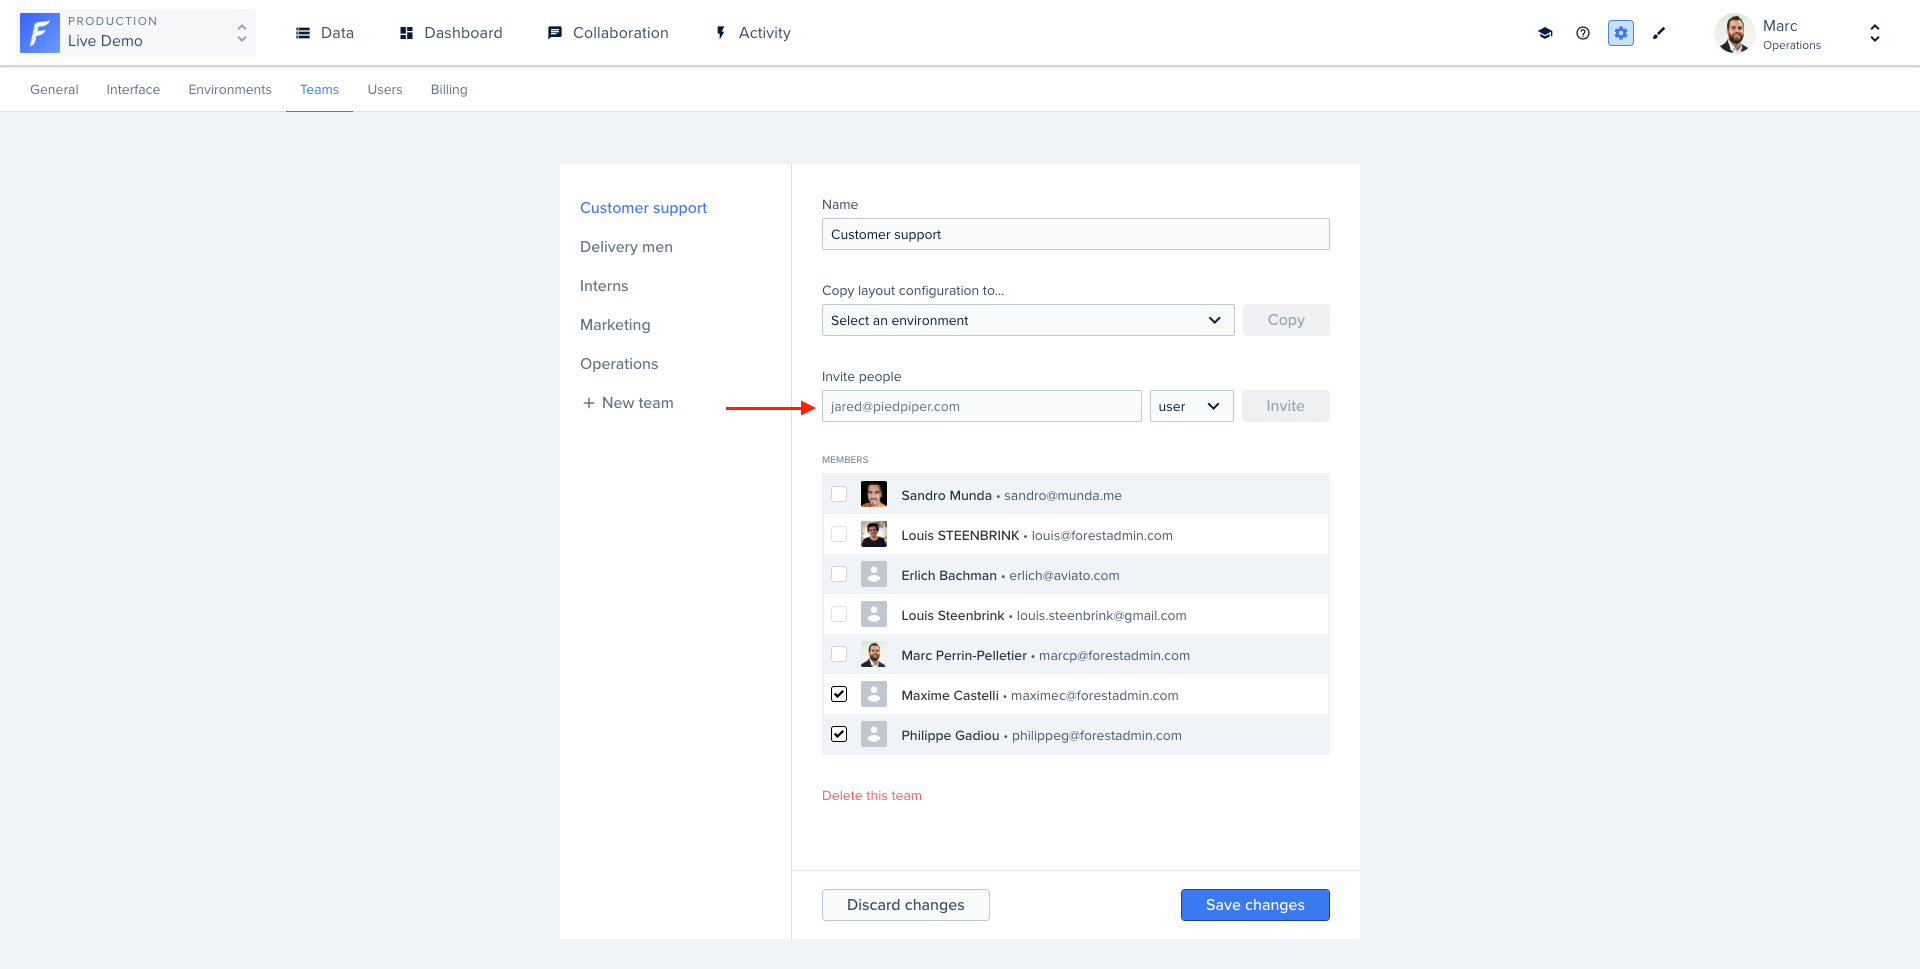 PRODUCTION
Live Demo
Data
Dashboard
Collaboration
Activity
Marc
Operations
General
Interface
Environments
Teams
Users
Billing
Customer support
Delivery men
Interns
Marketing
Operations
+ New team
Name
Customer support
Copy layout configuration to...
Select an environment
Copy
Invite people
jared@piedpiper.com
user
Invite
MEMBERS
Sandro Munda • sandro@munda.me
Louis STEENBRINK • louis@forestadmin.com
Erlich Bachman • erlich@aviato.com
Louis Steenbrink • louis.steenbrink@gmail.com
Marc Perrin-Pelletier • marcp@forestadmin.com
Maxime Castelli • maximec@forestadmin.com
Philippe Gadiou • philippeg@forestadmin.com
Delete this team
Discard changes
Save changes